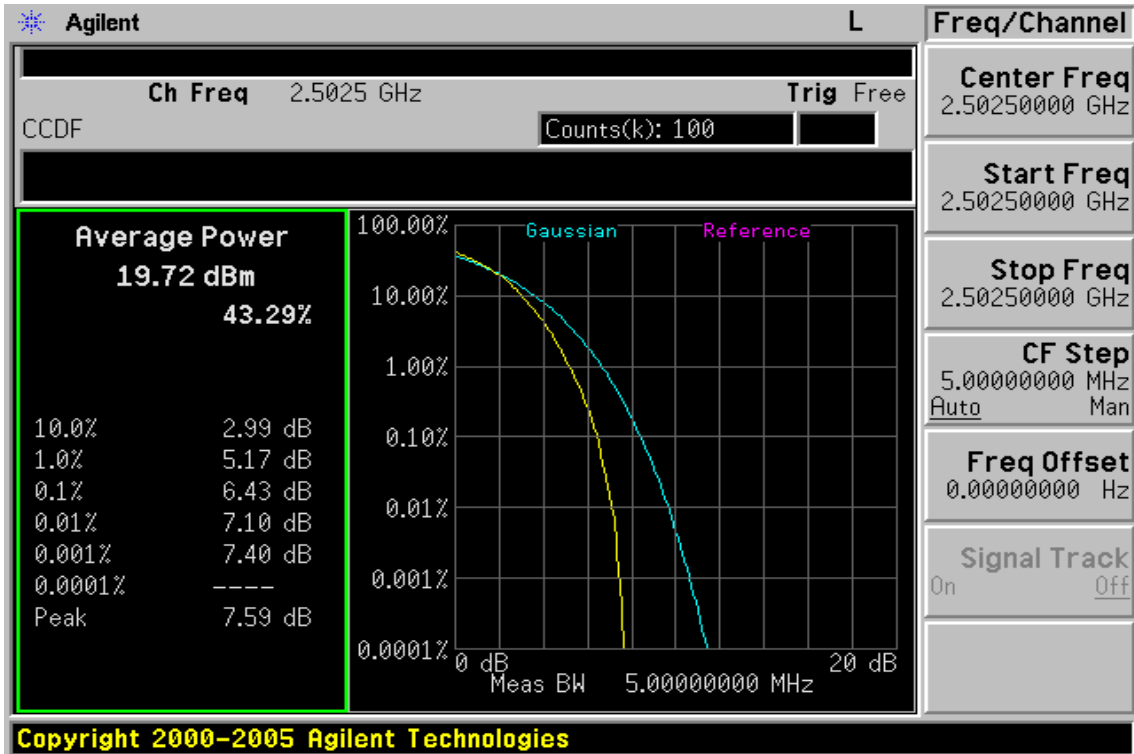 Agilent
L
Ch Freq 2.5025 GHz
Trig Free
CCDF
Counts(k): 100
Average Power
19.72 dBm
43.29%
10.0% 2.99 dB
1.0% 5.17 dB
0.1% 6.43 dB
0.01% 7.10 dB
0.001% 7.40 dB
0.0001% ----
Peak 7.59 dB
Gaussian
Reference
100.00%
10.00%
1.00%
0.10%
0.01%
0.001%
0.0001%
0 dB
20 dB
Meas BW 5.00000000 MHz
Freq/Channel
Center Freq
2.50250000 GHz
Start Freq
2.50250000 GHz
Stop Freq
2.50250000 GHz
CF Step
5.00000000 MHz
Auto Man
Freq Offset
0.00000000 Hz
Signal Track
On Off
Copyright 2000-2005 Agilent Technologies